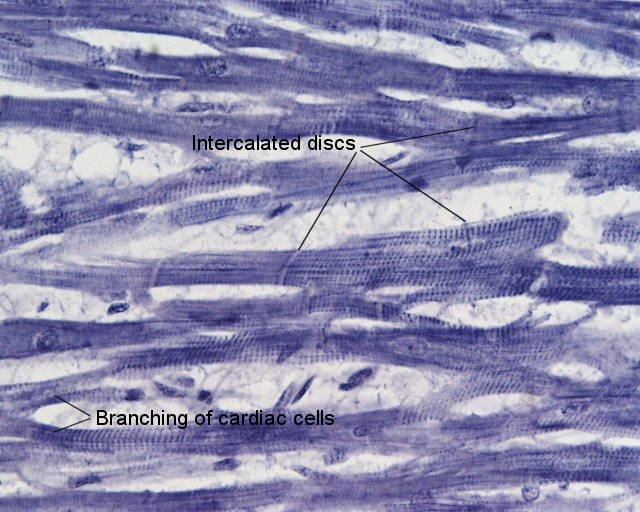 Intercalated discs
Branching of cardiac cells